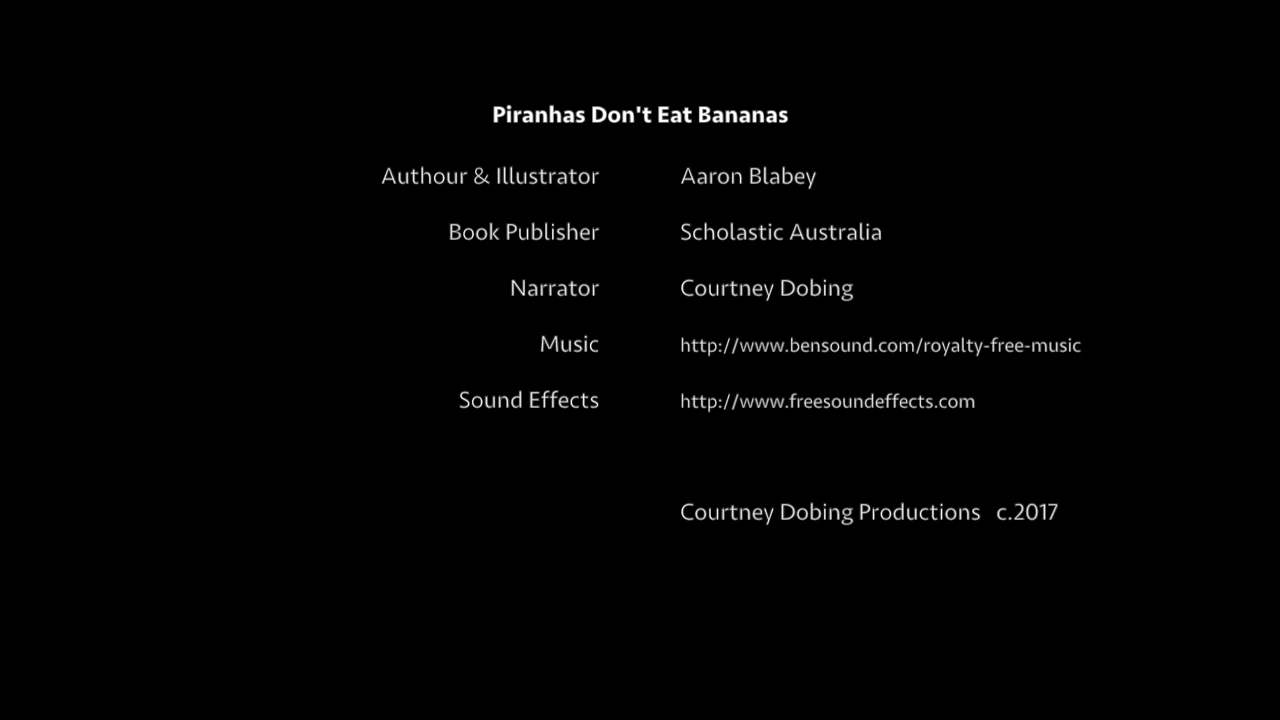 Piranhas Don't Eat Bananas
Authour & Illustrator Aaron Blabey
Book Publisher Scholastic Australia
Narrator Courtney Dobing
Music http://www.bensound.com/royalty-free-music
Sound Effects http://www.freesoundeffects.com
Courtney Dobing Productions c.2017